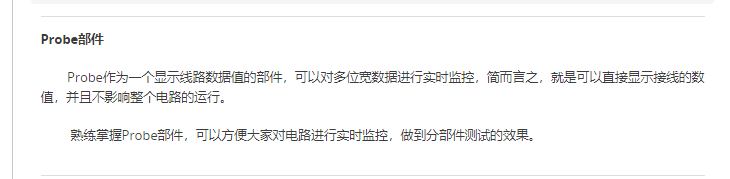 Probe部件
Probe作为一个显示线路数据值的部件，可以对多位宽数据进行实时监控，简而言之，就是可以直接显示接线的数
值，并且不影响整个电路的运行。
熟练掌握Probe部件，可以方便大家对电路进行实时监控，做到分部件测试的效果。